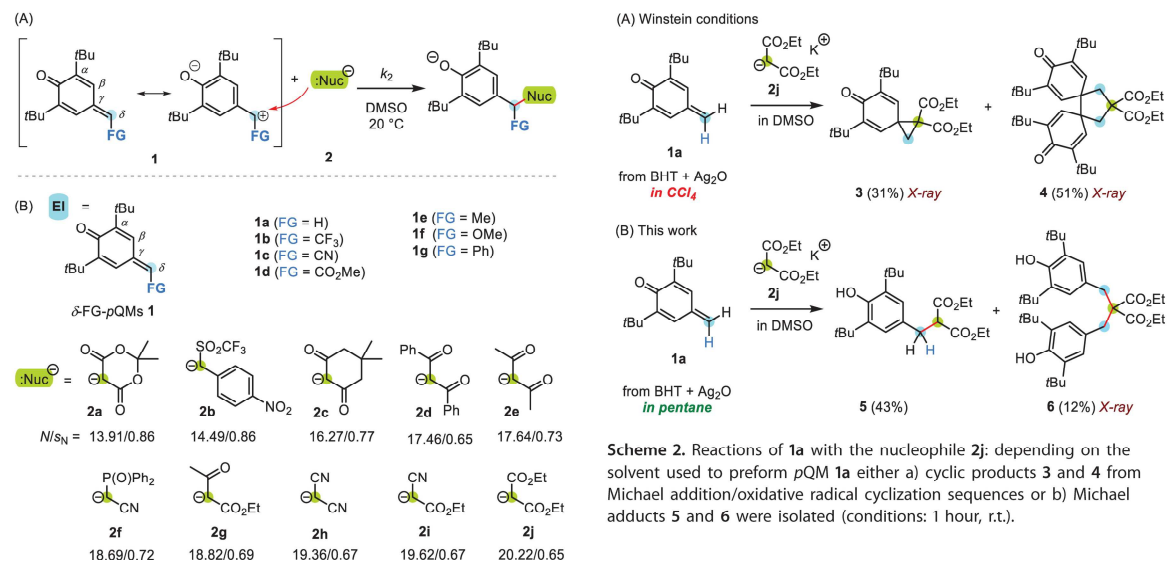 (A)
tBu
O
α
β
γ
δ
tBu
FG
1
tBu
O⊖
tBu
⊕
FG
+
:Nuc⊖
2
k2
DMSO
20 °C
tBu
⊖O
tBu
Nuc
FG
(B)
El =
tBu
O
α
β
γ
δ
tBu
FG
δ-FG-pQMs 1
1a (FG = H)
1b (FG = CF3)
1c (FG = CN)
1d (FG = CO2Me)
1e (FG = Me)
1f (FG = OMe)
1g (FG = Ph)
:Nuc⊖ =
O
O
⊖
O
O
2a
SO2CF3
⊖
NO2
2b
O
⊖
O
2c
Ph
O
⊖
O
Ph
2d
O
⊖
O
2e
N/sN = 13.91/0.86 14.49/0.86 16.27/0.77 17.46/0.65 17.64/0.73
P(O)Ph2
⊖
CN
2f
O
⊖
CO2Et
2g
CN
⊖
CN
2h
CN
⊖
CO2Et
2i
CO2Et
⊖
CO2Et
2j
18.69/0.72 18.82/0.69 19.36/0.67 19.62/0.67 20.22/0.65
(A) Winstein conditions
tBu
O
tBu
H
H
1a
from BHT + Ag2O
in CCl4
CO2Et
K⊕
⊖
CO2Et
2j
in DMSO
tBu
O
tBu
CO2Et
CO2Et
3 (31%) X-ray
+
tBu
O
tBu
tBu
O
tBu
CO2Et
CO2Et
4 (51%) X-ray
(B) This work
tBu
O
tBu
H
H
1a
from BHT + Ag2O
in pentane
CO2Et
K⊕
⊖
CO2Et
2j
in DMSO
tBu
HO
tBu
H
H
CO2Et
CO2Et
5 (43%)
+
tBu
HO
tBu
tBu
HO
tBu
CO2Et
CO2Et
6 (12%) X-ray
Scheme 2. Reactions of 1a with the nucleophile 2j: depending on the
solvent used to preform pQM 1a either a) cyclic products 3 and 4 from
Michael addition/oxidative radical cyclization sequences or b) Michael
adducts 5 and 6 were isolated (conditions: 1 hour, r.t.).